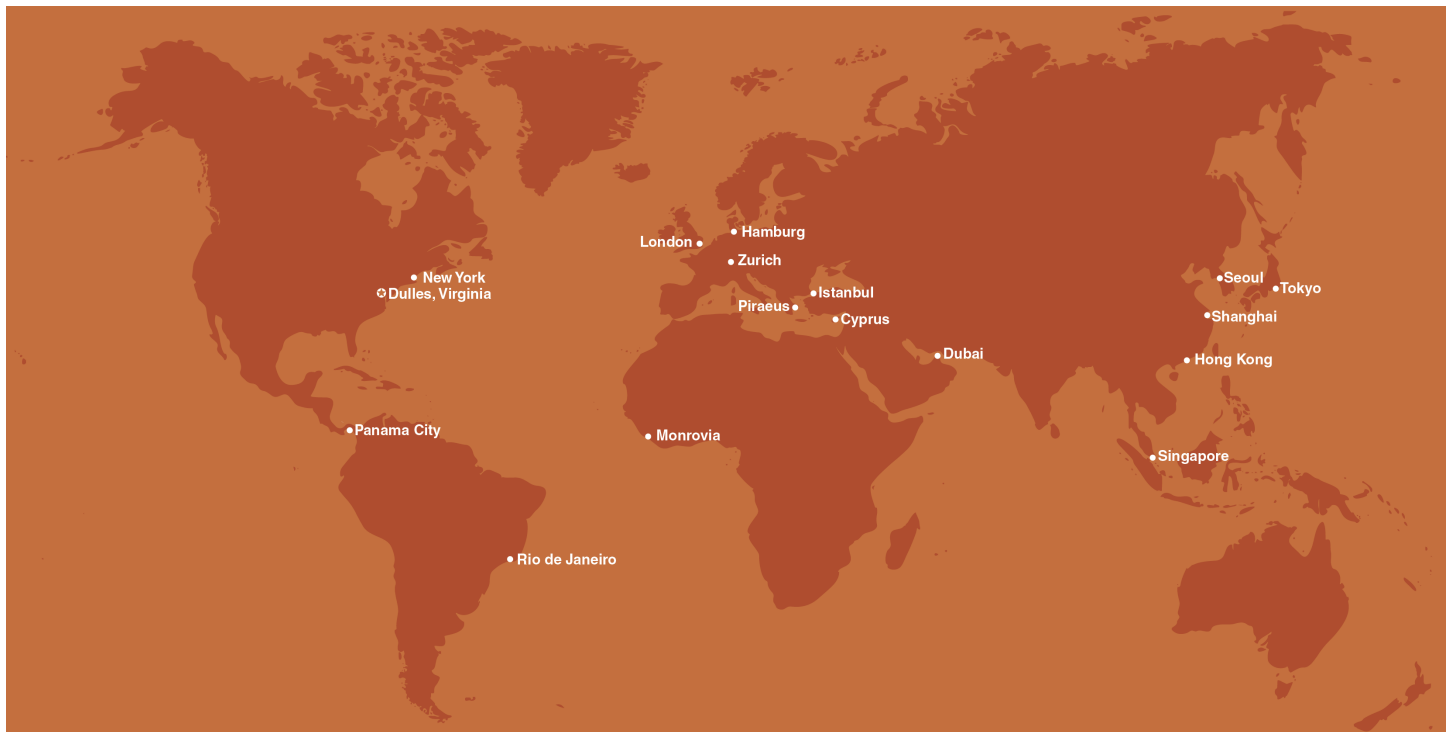 London
Hamburg
Zurich
New York
Dulles, Virginia
Piraeus
Istanbul
Cyprus
Seoul
Tokyo
Shanghai
Dubai
Hong Kong
Panama City
Monrovia
Singapore
Rio de Janeiro